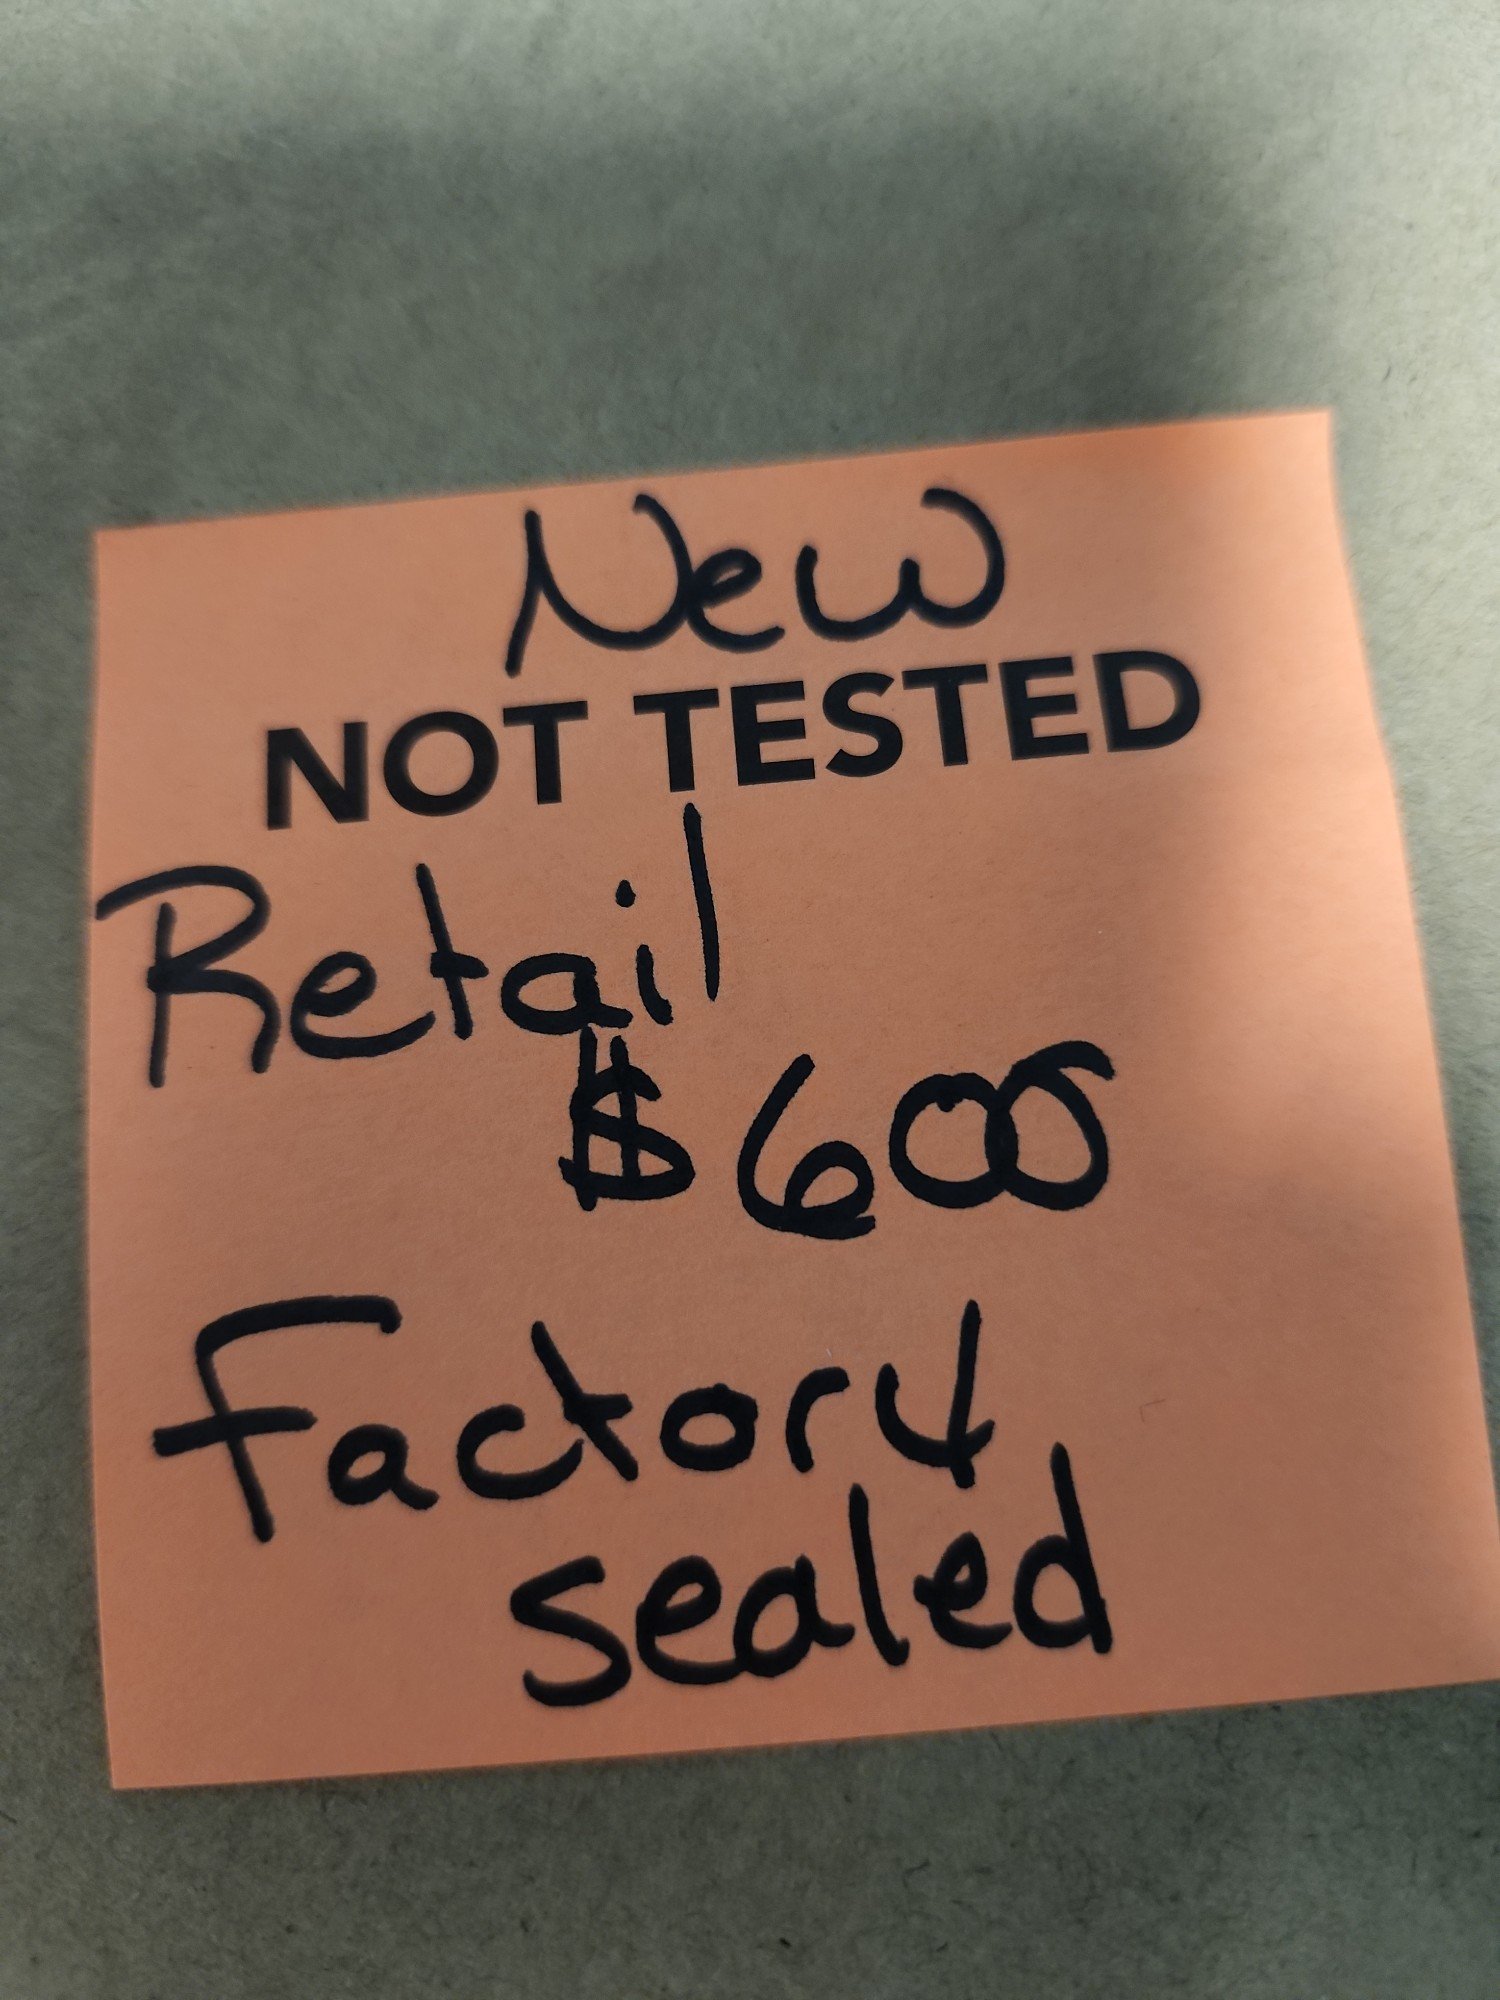 New
NOT TESTED
Retail
$600
Factory
sealed